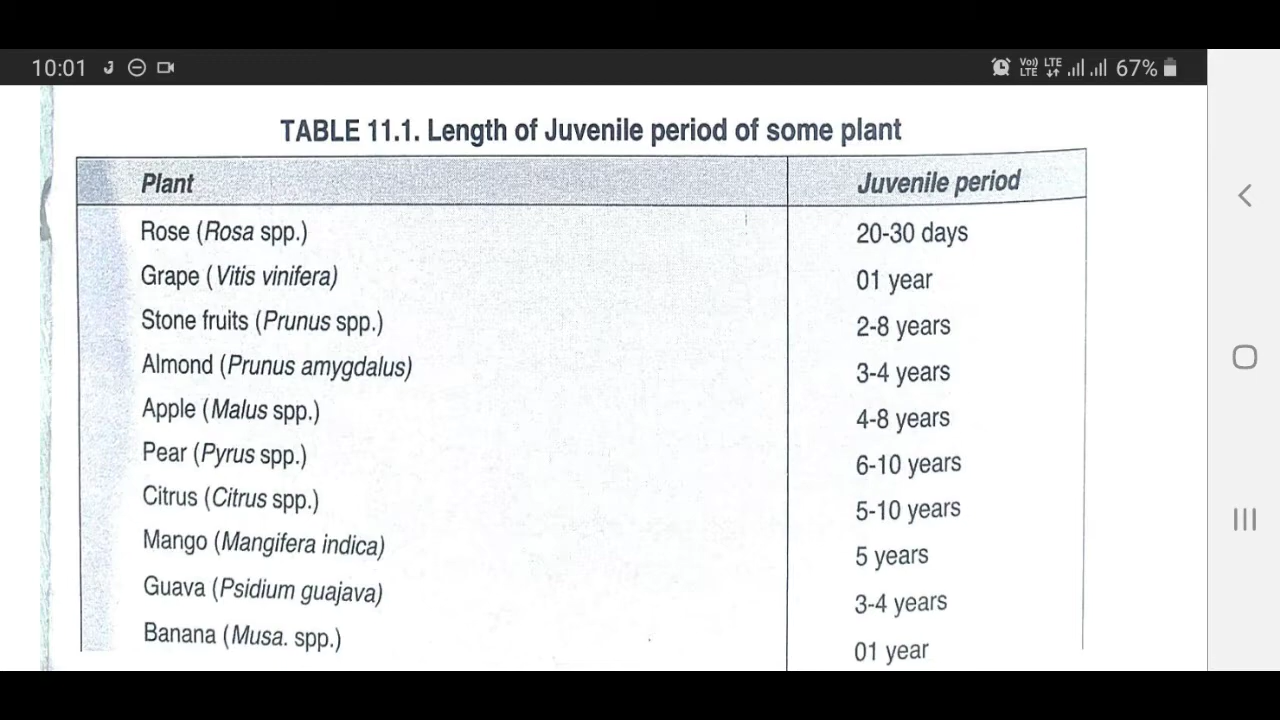 10:01
Vo)) LTE LTE 67%
TABLE 11.1. Length of Juvenile period of some plant
Plant Juvenile period
Rose (Rosa spp.) 20-30 days
Grape (Vitis vinifera) 01 year
Stone fruits (Prunus spp.) 2-8 years
Almond (Prunus amygdalus) 3-4 years
Apple (Malus spp.) 4-8 years
Pear (Pyrus spp.) 6-10 years
Citrus (Citrus spp.) 5-10 years
Mango (Mangifera indica) 5 years
Guava (Psidium guajava) 3-4 years
Banana (Musa. spp.) 01 year